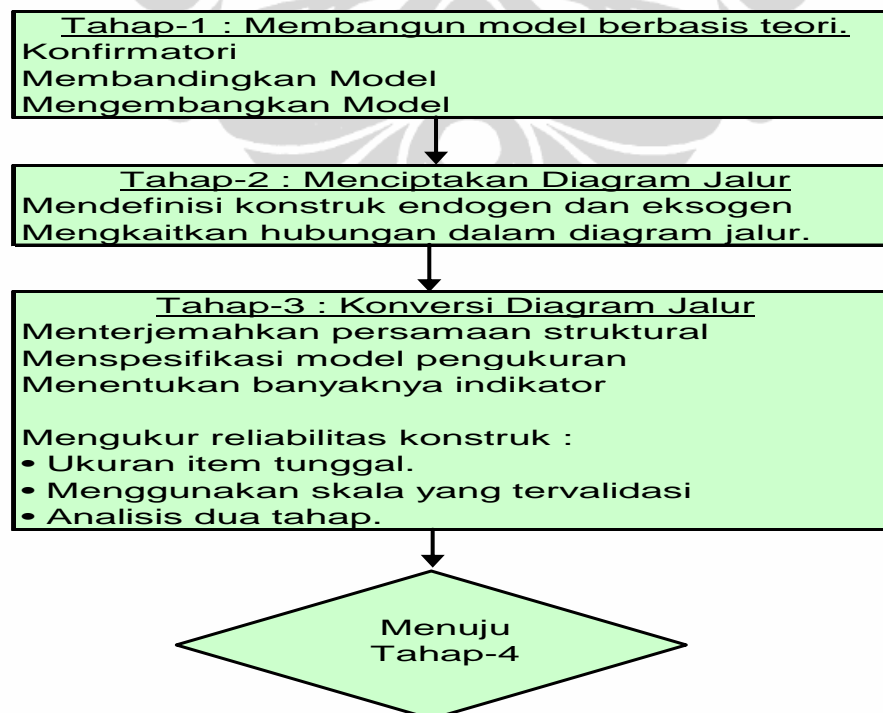 Tahap-1 : Membangun model berbasis teori.
Konfirmatori
Membandingkan Model
Mengembangkan Model
Tahap-2 : Menciptakan Diagram Jalur
Mendefinisi konstruk endogen dan eksogen
Mengkaitkan hubungan dalam diagram jalur.
Tahap-3 : Konversi Diagram Jalur
Menterjemahkan persamaan struktural
Menspesifikasi model pengukuran
Menentukan banyaknya indikator
Mengukur reliabilitas konstruk :
• Ukuran item tunggal.
• Menggunakan skala yang tervalidasi
• Analisis dua tahap.
Menuju
Tahap-4